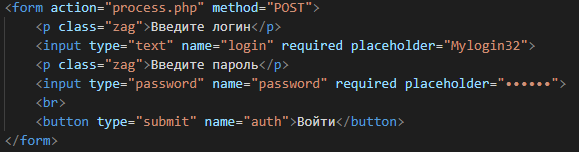 <form action="process.php" method="POST">
<p class="zag">Введите логин</p>
<input type="text" name="login" required placeholder="Mylogin32">
<p class="zag">Введите пароль</p>
<input type="password" name="password" required placeholder="••••••">
<br>
<button type="submit" name="auth">Войти</button>
</form>